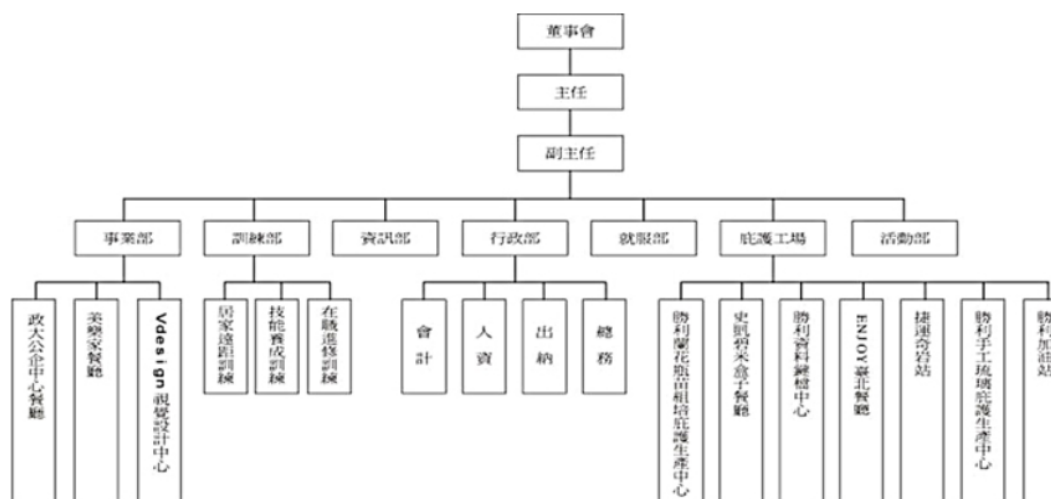 董事會
主任
副主任
事業部
訓練部
資訊部
行政部
就服部
庇護工場
活動部
政大公企中心餐廳
美樂家餐廳
Vdesign視覺設計中心
居家遠距訓練
技能養成訓練
在職進修訓練
會計
人資
出納
總務
勝利蘭花瓶苗組培庇護生產中心
史記碧米盒子餐廳
勝利資料鍵檔中心
ENJOY臺北餐廳
捷運奇岩站
勝利手工琉璃庇護生產中心
勝利加油站